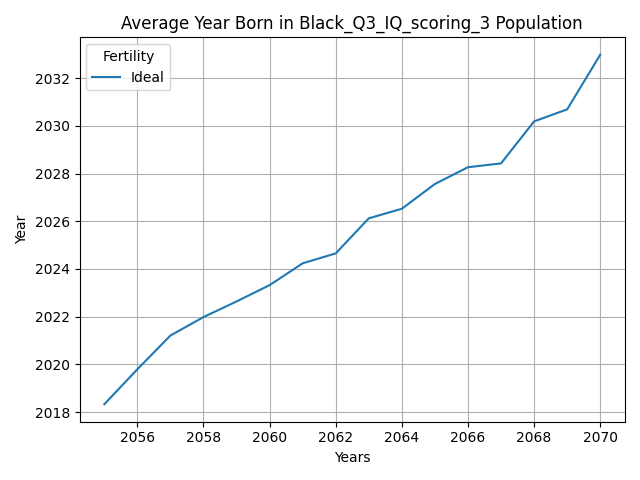 Average Year Born in Black_Q3_IQ_scoring_3 Population
Fertility
Ideal
2032
2030
2028
2026
2024
2022
2020
2018
Year
2056 2058 2060 2062 2064 2066 2068 2070
Years